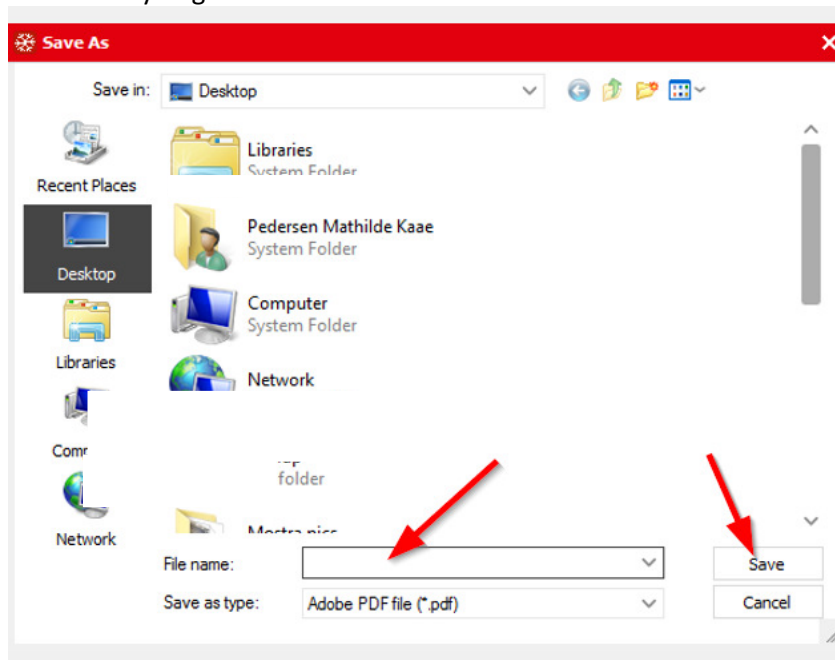 Save As
Save in:
Desktop
Recent Places
Desktop
Libraries
Network
Libraries
System Folder
Pedersen Mathilde Kaae
System Folder
Computer
System Folder
Network
folder
File name:
Save
Save as type: Adobe PDF file (*.pdf)
Cancel